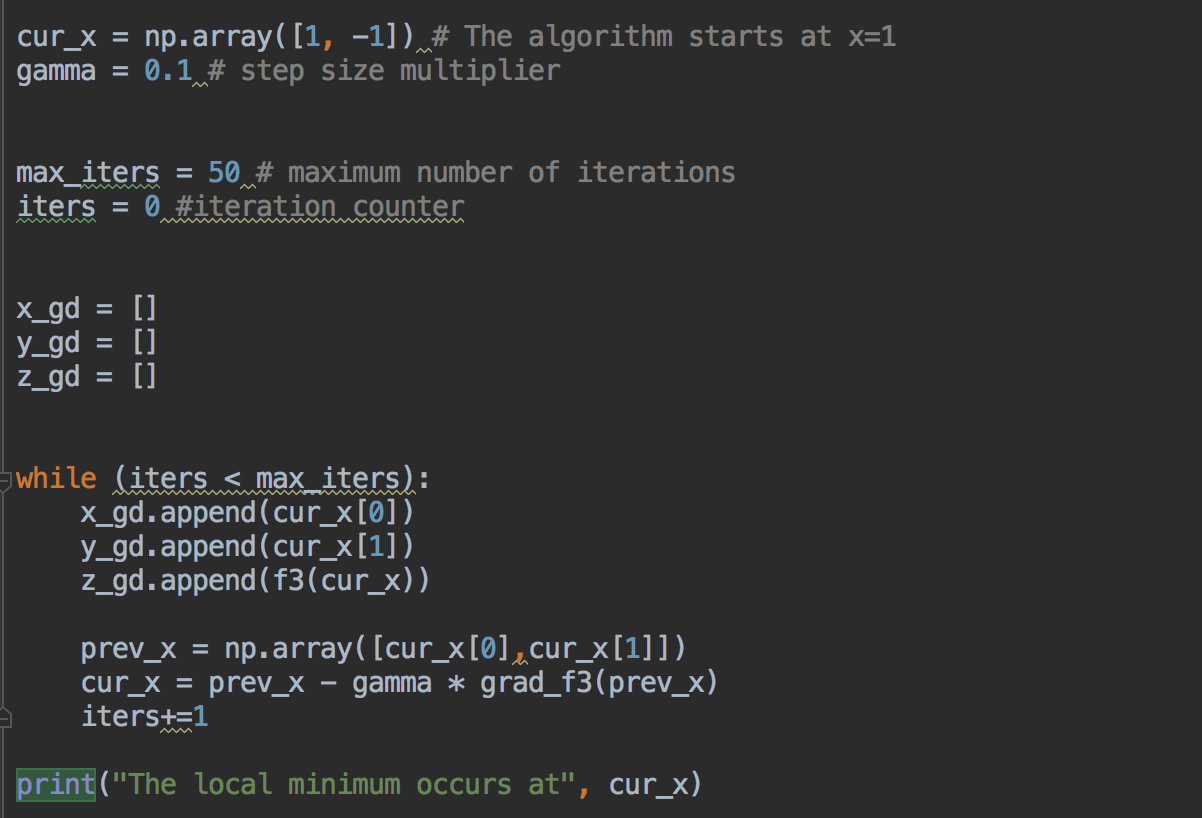 cur_x = np.array([1, -1]) # The algorithm starts at x=1
gamma = 0.1 # step size multiplier
max_iters = 50 # maximum number of iterations
iters = 0 #iteration counter
x_gd = []
y_gd = []
z_gd = []
while (iters < max_iters):
    x_gd.append(cur_x[0])
    y_gd.append(cur_x[1])
    z_gd.append(f3(cur_x))
    prev_x = np.array([cur_x[0],cur_x[1]])
    cur_x = prev_x - gamma * grad_f3(prev_x)
    iters+=1
print("The local minimum occurs at", cur_x)